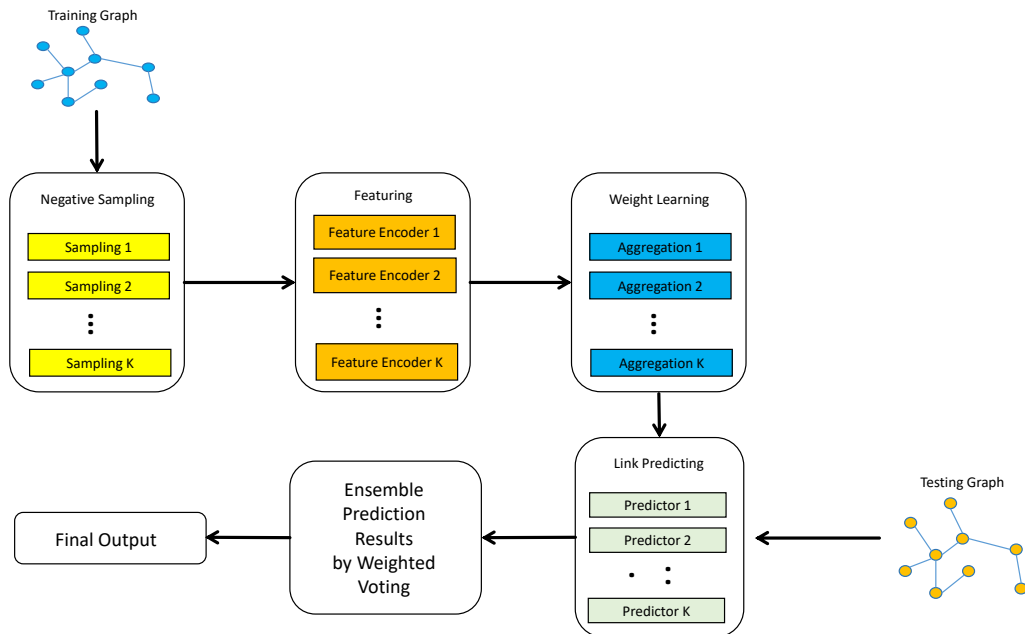 Training Graph
Negative Sampling
Sampling 1
Sampling 2
Sampling K
Featuring
Feature Encoder 1
Feature Encoder 2
Feature Encoder K
Weight Learning
Aggregation 1
Aggregation 2
Aggregation K
Link Predicting
Predictor 1
Predictor 2
Predictor K
Testing Graph
Ensemble
Prediction
Results
by Weighted
Voting
Final Output